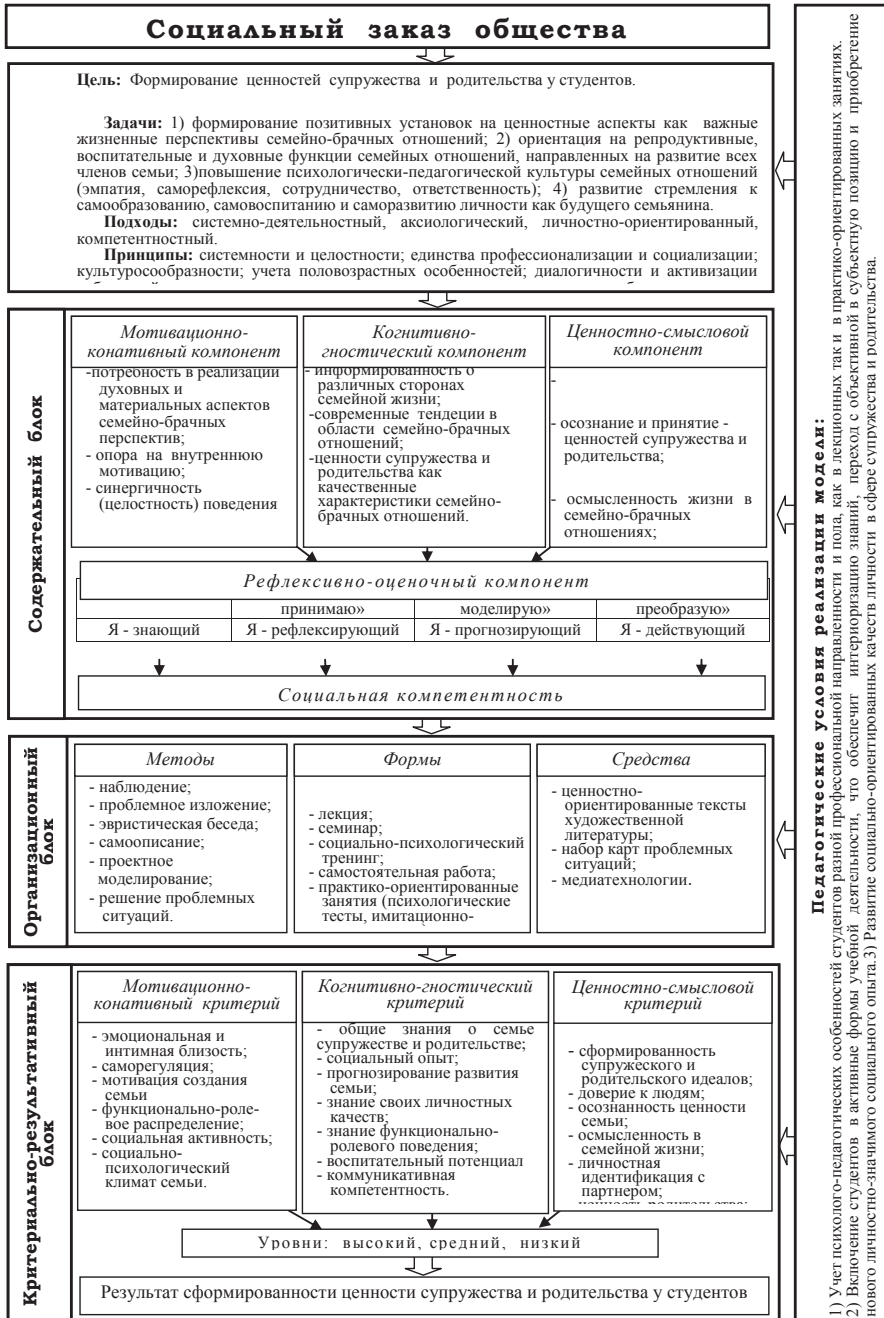 Социальный заказ общества
Цель: Формирование ценностей супружества и родительства у студентов.
Задачи: 1) формирование позитивных установок на ценностные аспекты как важные
жизненные перспективы семейно-брачных отношений; 2) ориентация на репродуктивные,
воспитательные и духовные функции семейных отношений, направленных на развитие всех
членов семьи; 3)повышение психологически-педагогической культуры семейных отношений
(эмпатия, саморефлексия, сотрудничество, ответственность); 4) развитие стремления к
самообразованию, самовоспитанию и саморазвитию личности как будущего семьянина.
Подходы: системно-деятельностный, аксиологический, личностно-ориентированный,
компетентностный.
Принципы: системности и целостности; единства профессионализации и социализации;
культуросообразности; учета половозрастных особенностей; диалогичности и активизации
Содержательный блок
Мотивационно-
конативный компонент
-потребность в реализации
духовных и
материальных аспектов
семейно-брачных
перспектив;
- опора на внутреннюю
мотивацию;
- синергичность
(целостность) поведения
Когнитивно-
гностический компонент
- информированность о
различных сторонах
семейной жизни;
-современные тендеции в
области семейно-брачных
отношений;
-ценности супружества и
родительства как
качественные
характеристики семейно-
брачных отношений.
Ценностно-смысловой
компонент
-
- осознание и принятие -
ценностей супружества и
родительства;
- осмысленность жизни в
семейно-брачных
отношениях;
Рефлексивно-оценочный компонент
принимаю» моделирую» преобразую»
Я - знающий Я - рефлексирующий Я - прогнозирующий Я - действующий
Социальная компетентность
Организационный
блок
Методы
- наблюдение;
- проблемное изложение;
- эвристическая беседа;
- самоописание;
- проектное
моделирование;
- решение проблемных
ситуаций.
Формы
- лекция;
- семинар;
- социально-психологический
тренинг;
- самостоятельная работа;
- практико-ориентированные
занятия (психологические
тесты, имитационно-
Средства
- ценностно-
ориентированные тексты
художественной
литературы;
- набор карт проблемных
ситуаций;
- медиатехнологии.
Критериально-результативный
блок
Мотивационно-
конативный критерий
- эмоциональная и
интимная близость;
- саморегуляция;
- мотивация создания
семьи
- функционально-роле-
вое распределение;
- социальная активность;
- социально-
психологический
климат семьи.
Когнитивно-гностический
критерий
- общие знания о семье
супружестве и родительстве;
- социальный опыт;
- прогнозирование развития
семьи;
- знание своих личностных
качеств;
- знание функционально-
ролевого поведения;
- воспитательный потенциал
- коммуникативная
компетентность.
Ценностно-смысловой
критерий
- сформированность
супружеского и
родительского идеалов;
- доверие к людям;
- осознанность ценности
семьи;
- осмысленность в
семейной жизни;
- личностная
идентификация с
партнером;
Уровни: высокий, средний, низкий
Результат сформированности ценности супружества и родительства у студентов
Педагогические условия реализации модели:
1) Учет психолого-педагогических особенностей студентов разной профессиональной направленности и пола, как в лекционных так и в практико-ориентированных занятиях.
2) Включение студентов в активные формы учебной деятельности, что обеспечит интериоризацию знаний, переход с объективной в субъектную позицию и приобретение
нового личностно-значимого социального опыта.3) Развитие социально-ориентированных качеств личности в сфере супружества и родительства.